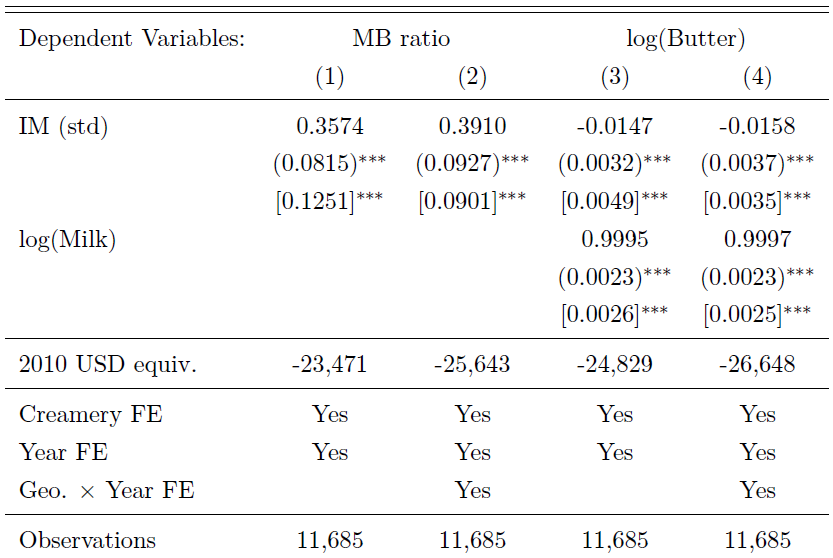 Dependent Variables: MB ratio log(Butter)
(1) (2) (3) (4)
IM (std) 0.3574 0.3910 -0.0147 -0.0158
(0.0815)*** (0.0927)*** (0.0032)*** (0.0037)***
[0.1251]*** [0.0901]*** [0.0049]*** [0.0035]***
log(Milk) 0.9995 0.9997
(0.0023)*** (0.0023)***
[0.0026]*** [0.0025]***
2010 USD equiv. -23,471 -25,643 -24,829 -26,648
Creamery FE Yes Yes Yes Yes
Year FE Yes Yes Yes Yes
Geo. × Year FE Yes Yes
Observations 11,685 11,685 11,685 11,685